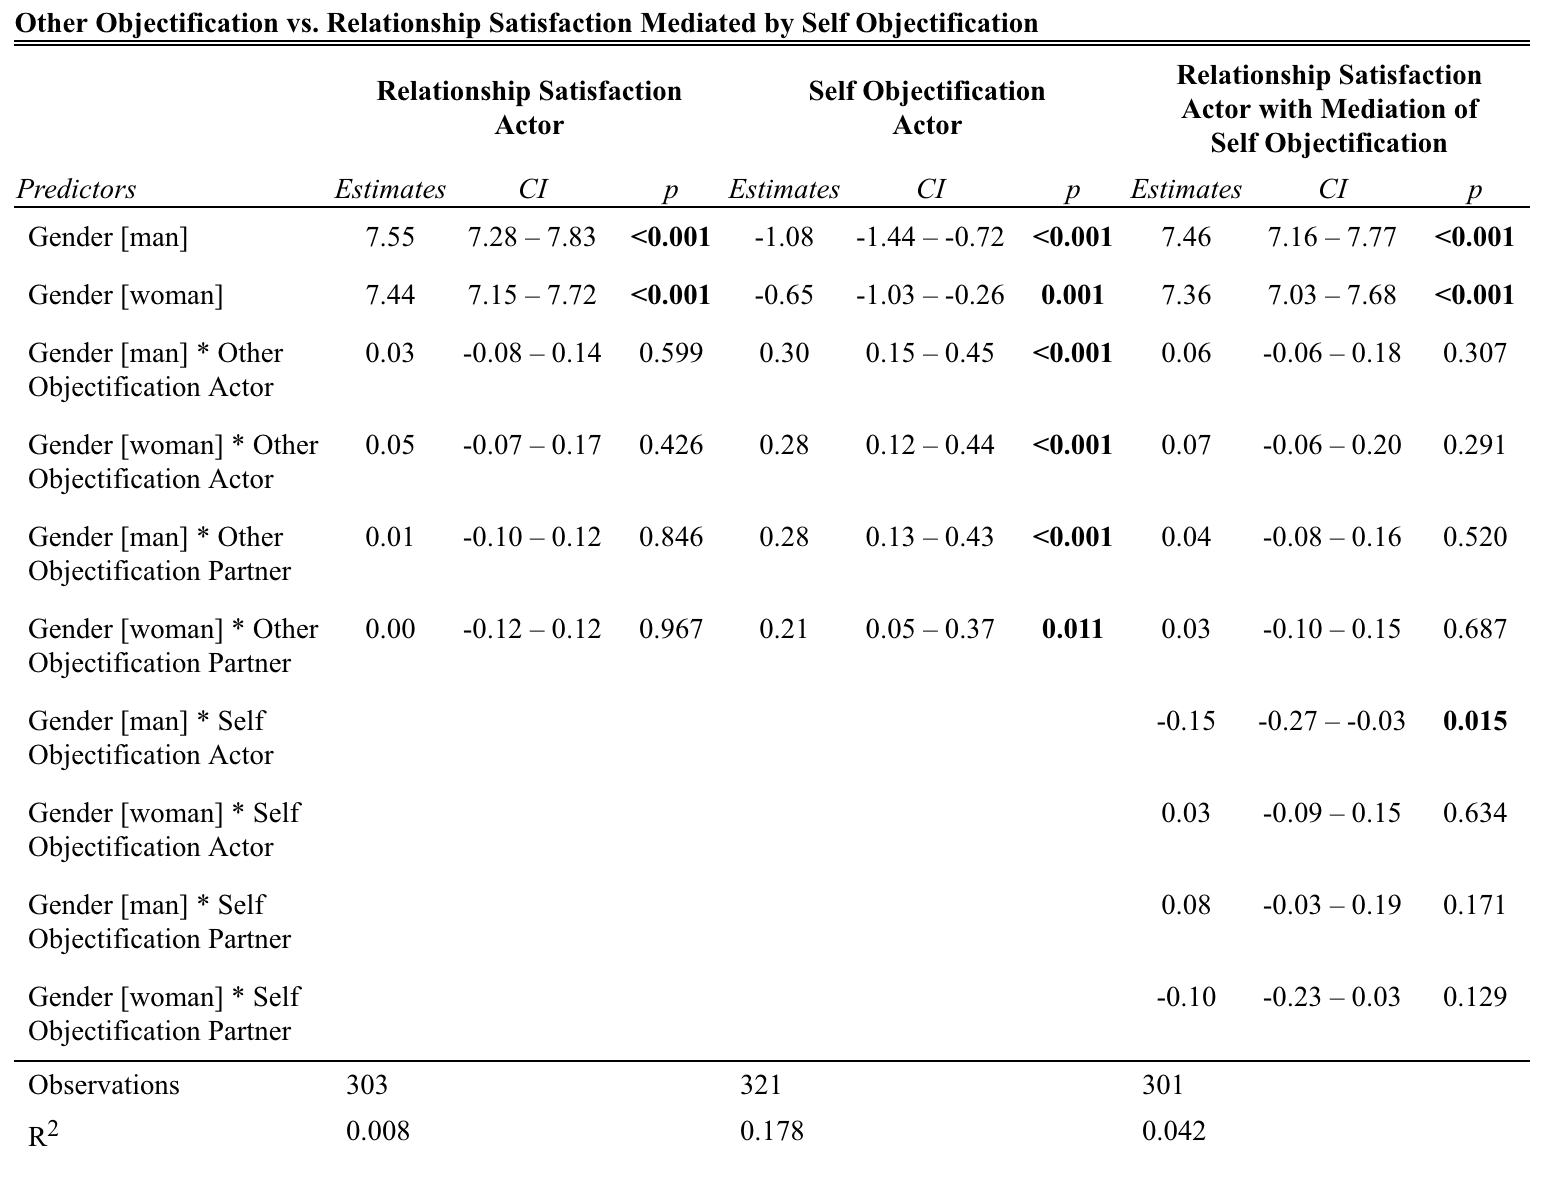 Other Objectification vs. Relationship Satisfaction Mediated by Self Objectification
Relationship Satisfaction Actor Self Objectification Actor Relationship Satisfaction Actor with Mediation of Self Objectification
Predictors Estimates CI p Estimates CI p Estimates CI p
Gender [man] 7.55 7.28 – 7.83 <0.001 -1.08 -1.44 – -0.72 <0.001 7.46 7.16 – 7.77 <0.001
Gender [woman] 7.44 7.15 – 7.72 <0.001 -0.65 -1.03 – -0.26 0.001 7.36 7.03 – 7.68 <0.001
Gender [man] * Other 0.03 -0.08 – 0.14 0.599 0.30 0.15 – 0.45 <0.001 0.06 -0.06 – 0.18 0.307
Objectification Actor
Gender [woman] * Other 0.05 -0.07 – 0.17 0.426 0.28 0.12 – 0.44 <0.001 0.07 -0.06 – 0.20 0.291
Objectification Actor
Gender [man] * Other 0.01 -0.10 – 0.12 0.846 0.28 0.13 – 0.43 <0.001 0.04 -0.08 – 0.16 0.520
Objectification Partner
Gender [woman] * Other 0.00 -0.12 – 0.12 0.967 0.21 0.05 – 0.37 0.011 0.03 -0.10 – 0.15 0.687
Objectification Partner
Gender [man] * Self -0.15 -0.27 – -0.03 0.015
Objectification Actor
Gender [woman] * Self 0.03 -0.09 – 0.15 0.634
Objectification Actor
Gender [man] * Self 0.08 -0.03 – 0.19 0.171
Objectification Partner
Gender [woman] * Self -0.10 -0.23 – 0.03 0.129
Objectification Partner
Observations 303 321 301
R2 0.008 0.178 0.042